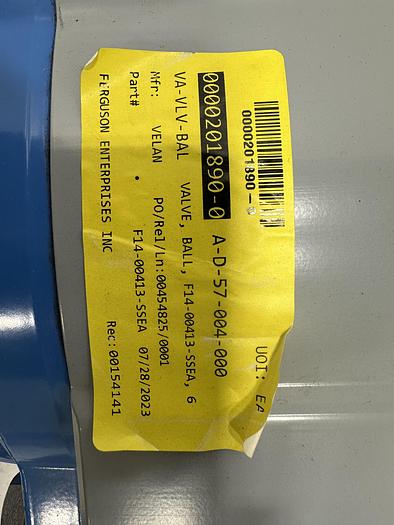 0000201890-0
UOI: EA
0000201890-0 A-D-57-004-000
VA-VLV-BAL VALVE, BALL, F14-00413-SSEA, 6
Mfr: VELAN PO/Rel/Ln:00454825/0001
Part# . F14-00413-SSEA 07/28/2023
FERGUSON ENTERPRISES INC Rec:00154141